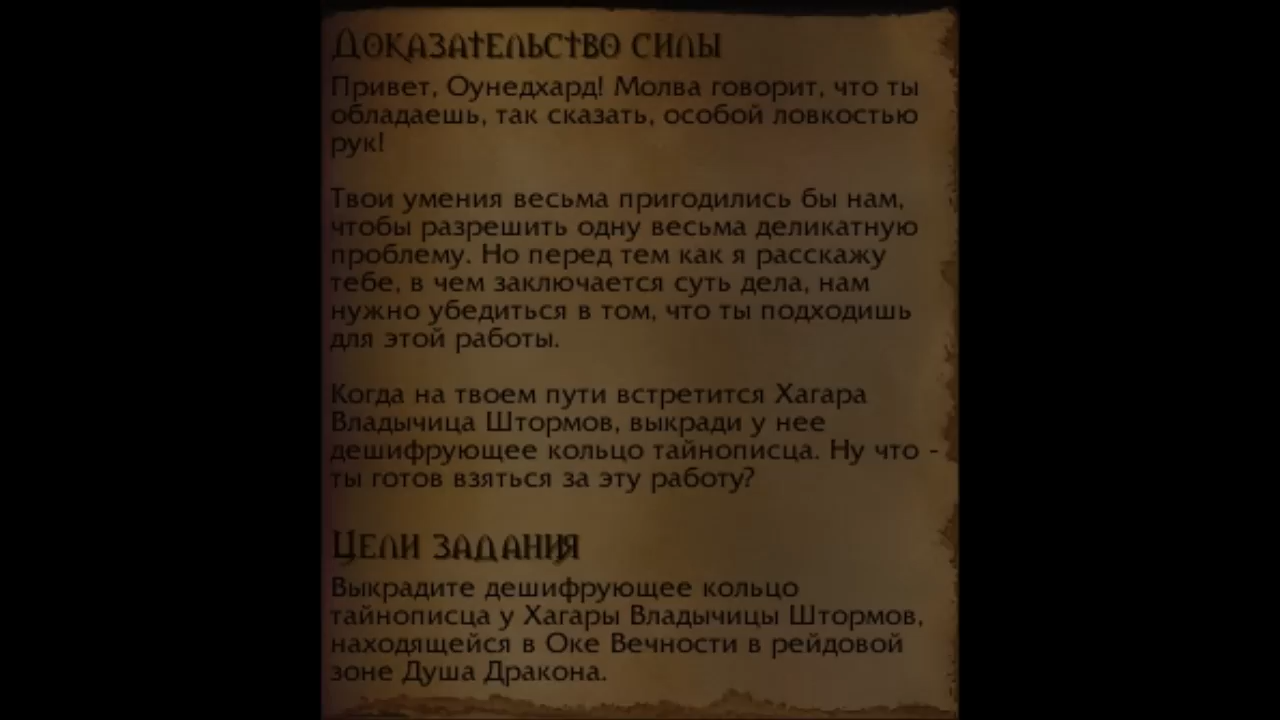 Доказательство силы
Привет, Оунедхард! Молва говорит, что ты
обладаешь, так сказать, особой ловкостью
рук!
Твои умения весьма пригодились бы нам,
чтобы разрешить одну весьма деликатную
проблему. Но перед тем как я расскажу
тебе, в чем заключается суть дела, нам
нужно убедиться в том, что ты подходишь
для этой работы.
Когда на твоем пути встретится Хагара
Владычица Штормов, выкради у нее
дешифрующее кольцо тайнописца. Ну что -
ты готов взяться за эту работу?
Цели задания
Выкрадите дешифрующее кольцо
тайнописца у Хагары Владычицы Штормов,
находящейся в Оке Вечности в рейдовой
зоне Душа Дракона.